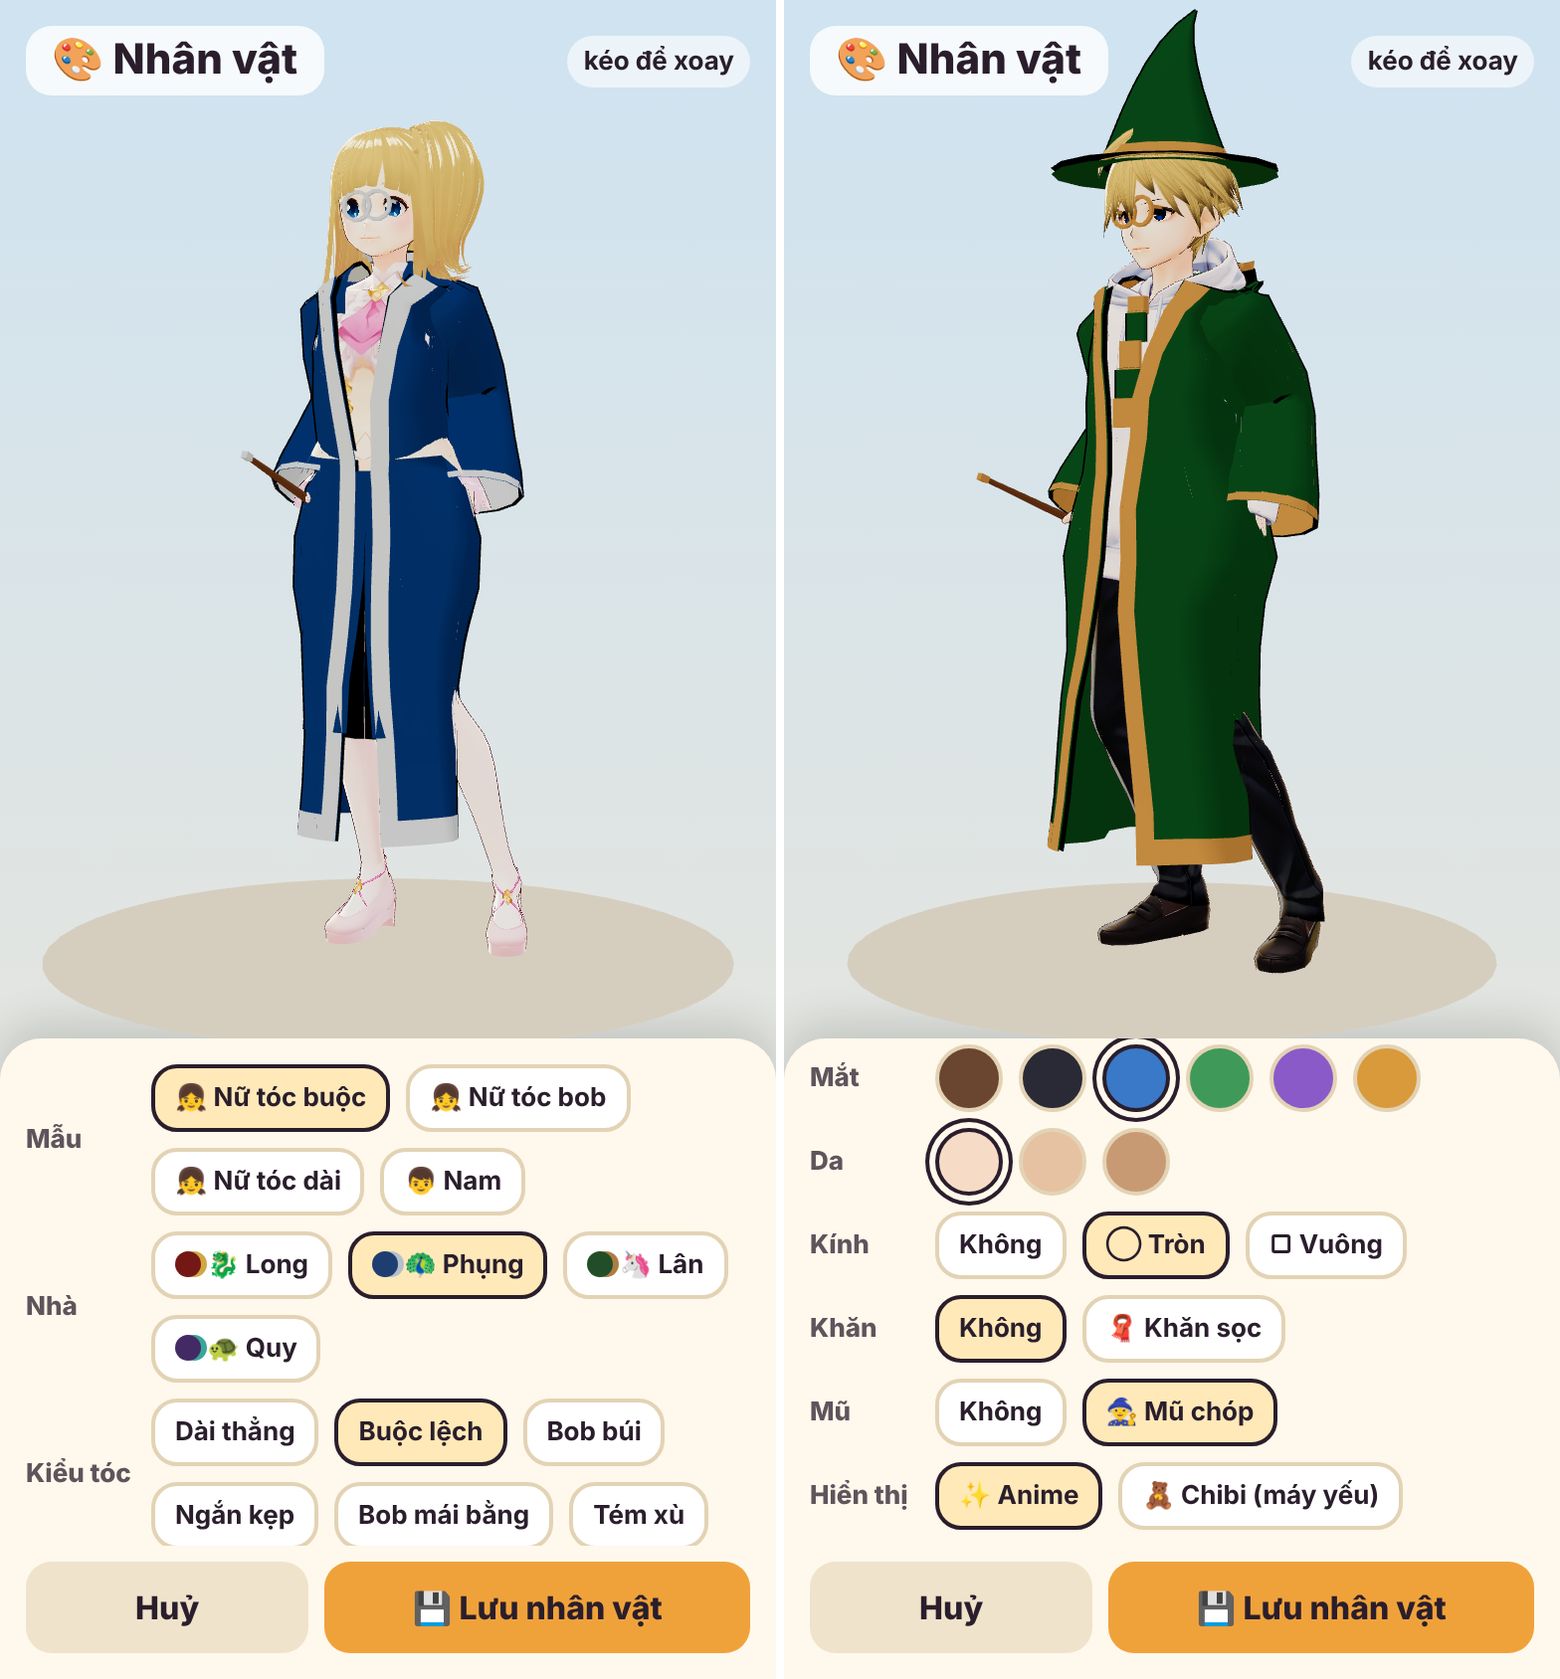 🎨 Nhân vật
kéo để xoay
Mẫu
👧 Nữ tóc buộc
👧 Nữ tóc bob
👧 Nữ tóc dài
👦 Nam
Nhà
🐉 Long
🦚 Phụng
🦄 Lân
🐢 Quy
Kiểu tóc
Dài thẳng
Buộc lệch
Bob búi
Ngắn kẹp
Bob mái bằng
Tém xù
Huỷ
💾 Lưu nhân vật
🎨 Nhân vật
kéo để xoay
Mắt
Da
Kính
Không
◯ Tròn
▢ Vuông
Khăn
Không
🧣 Khăn sọc
Mũ
Không
🧙 Mũ chóp
Hiển thị
✨ Anime
🧸 Chibi (máy yếu)
Huỷ
💾 Lưu nhân vật